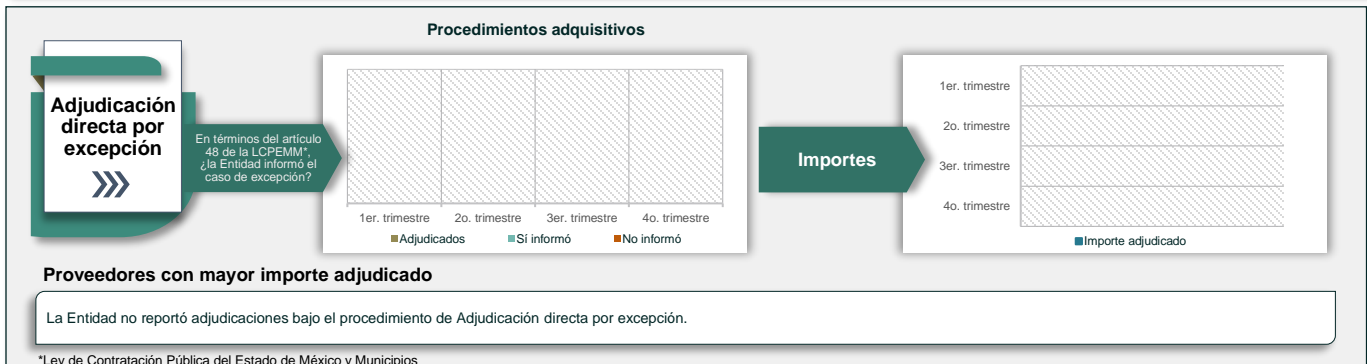 Procedimientos adquisitivos
Adjudicación
directa por
excepción
En términos del artículo
48 de la LCPEMM*,
¿la Entidad informó el
caso de excepción?
1er. trimestre 2o. trimestre 3er. trimestre 4o. trimestre
Adjudicados Sí informó No informó
Importes
1er. trimestre
2o. trimestre
3er. trimestre
4o. trimestre
Importe adjudicado
Proveedores con mayor importe adjudicado
La Entidad no reportó adjudicaciones bajo el procedimiento de Adjudicación directa por excepción.
*Ley de Contratación Pública del Estado de México y Municipios